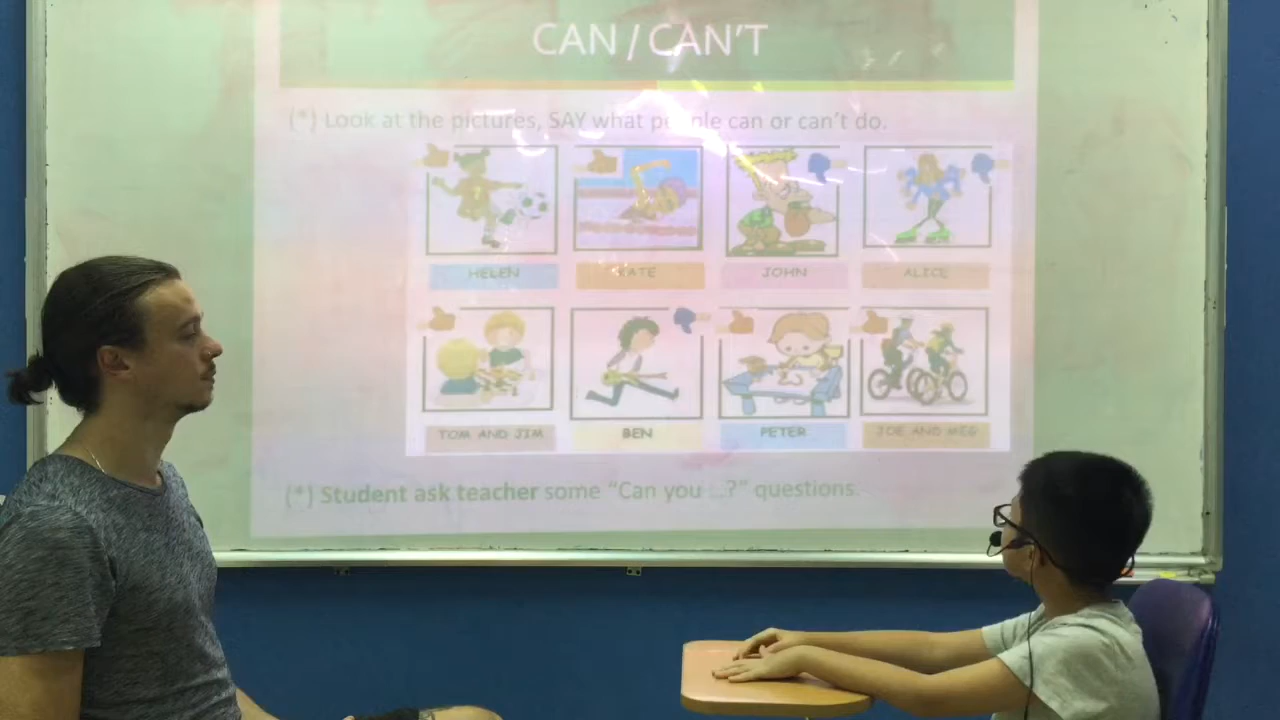 CAN / CAN'T
(*) Look at the pictures, SAY what people can or can't do.
HELEN KATE JOHN ALICE
TOM AND JIM BEN PETER JOE AND MEG
(*) Student ask teacher some "Can you ...?" questions.